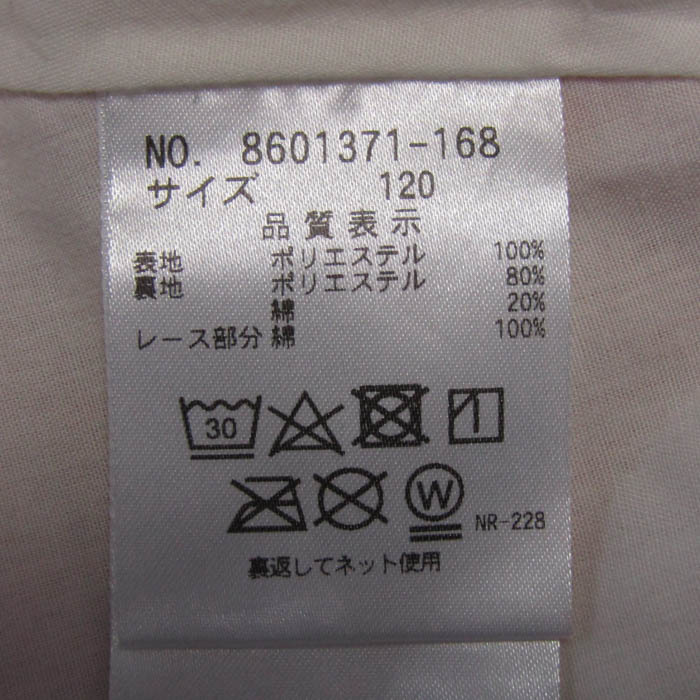 NO. 8601371-168
サイズ 120
品質表示
表地 ポリエステル 100%
裏地 ポリエステル 80%
綿 20%
レース部分 綿 100%
30
W
NR-228
裏返してネット使用